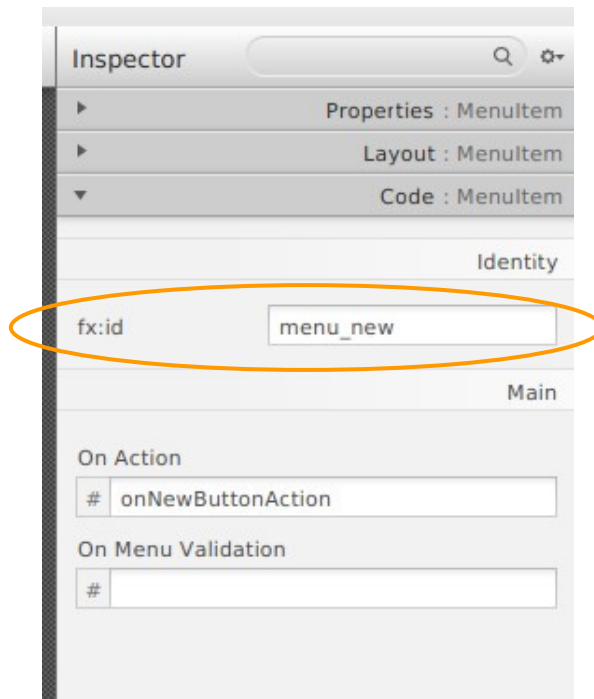 Inspector
Properties : MenuItem
Layout : MenuItem
Code : MenuItem
Identity
fx:id menu_new
Main
On Action
# onNewButtonAction
On Menu Validation
#